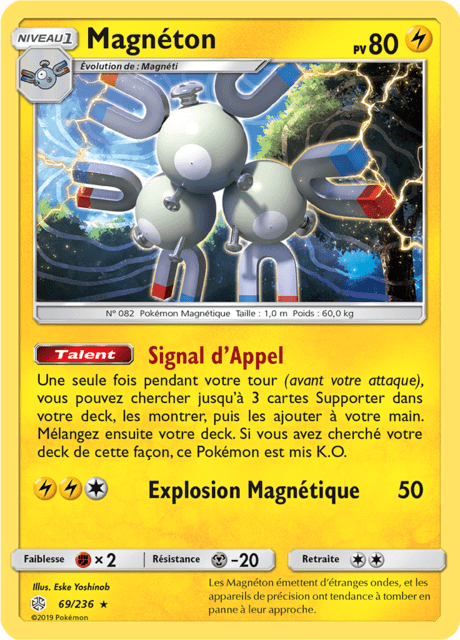 NIVEAU 1
Magnéton
PV 80
Évolution de : Magnéti
N° 082 Pokémon Magnétique Taille : 1,0 m Poids : 60,0 kg
Talent Signal d’Appel
Une seule fois pendant votre tour (avant votre attaque),
vous pouvez chercher jusqu’à 3 cartes Supporter dans
votre deck, les montrer, puis les ajouter à votre main.
Mélangez ensuite votre deck. Si vous avez cherché votre
deck de cette façon, ce Pokémon est mis K.O.
Explosion Magnétique 50
Faiblesse ×2 Résistance -20 Retraite
Illus. Eske Yoshinob
69/236 ★
©2019 Pokémon
Les Magnéton émettent d’étranges ondes, et les
appareils de précision ont tendance à tomber en
panne à leur approche.